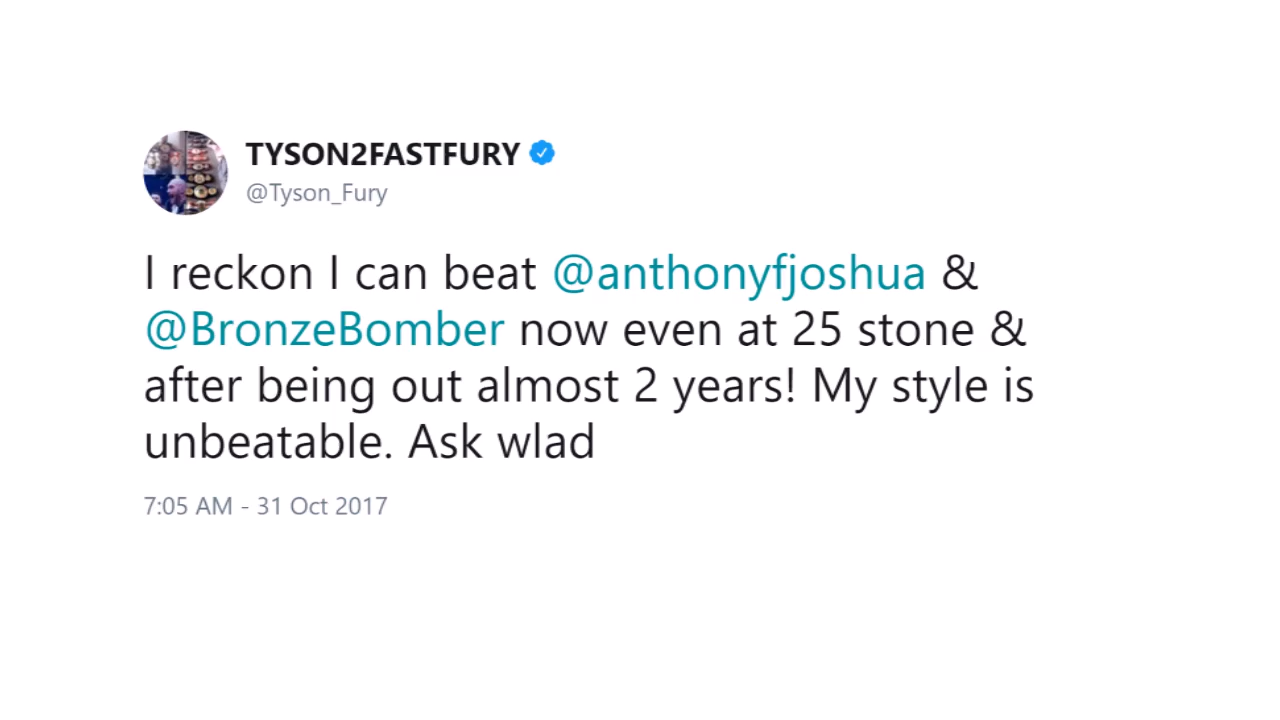 TYSON2FASTFURY
@Tyson_Fury
I reckon I can beat @anthonyfjoshua &
@BronzeBomber now even at 25 stone &
after being out almost 2 years! My style is
unbeatable. Ask wlad
7:05 AM - 31 Oct 2017